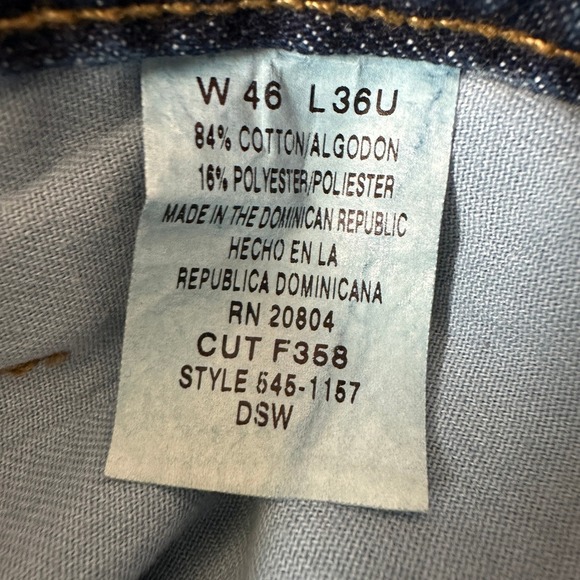 W 46 L36U
84% COTTON/ALGODON
16% POLYESTER/POLIESTER
MADE IN THE DOMINICAN REPUBLIC
HECHO EN LA
REPUBLICA DOMINICANA
RN 20804
CUT F358
STYLE 545-1157
DSW